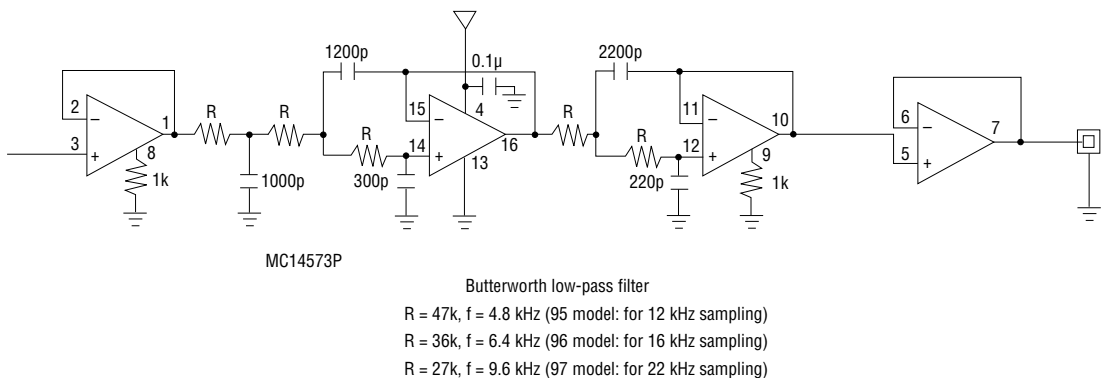 1200p
0.1µ
2200p
2
1
R
R
15
4
R
11
10
6
7
3
8
R
14
16
R
12
9
5
13
1k
1000p
300p
220p
1k
MC14573P
Butterworth low-pass filter
R = 47k, f = 4.8 kHz (95 model: for 12 kHz sampling)
R = 36k, f = 6.4 kHz (96 model: for 16 kHz sampling)
R = 27k, f = 9.6 kHz (97 model: for 22 kHz sampling)